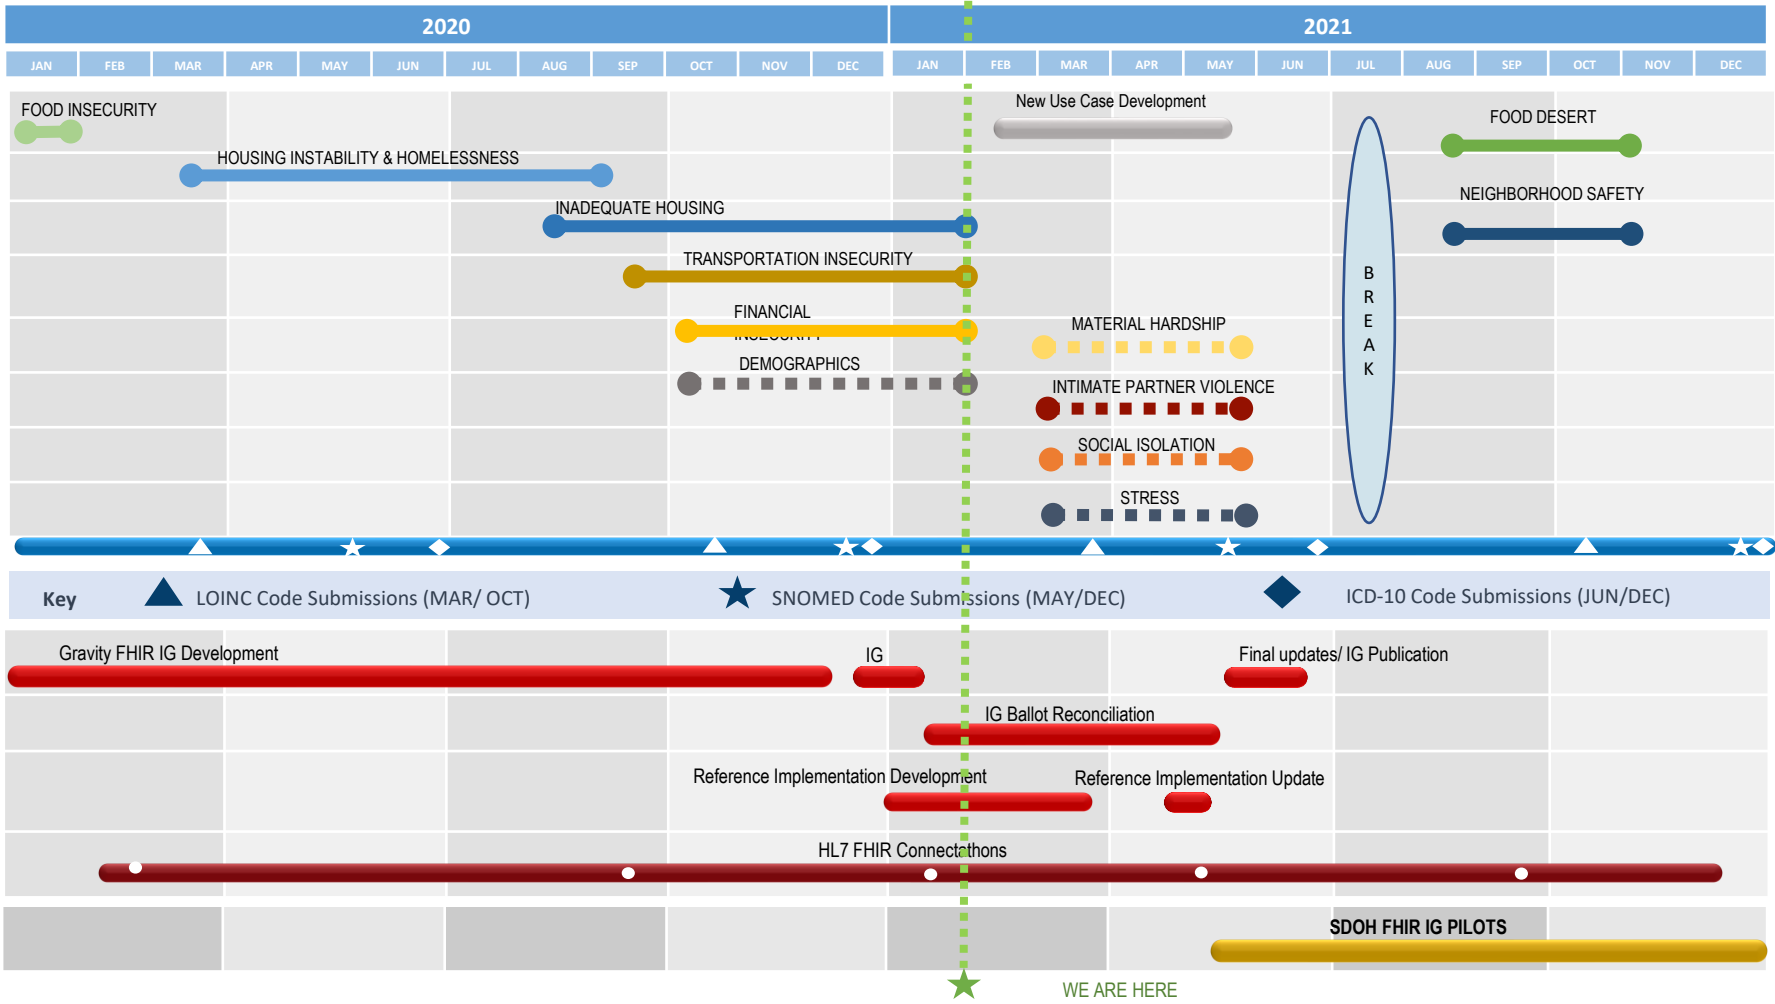 2020
2021
JAN FEB MAR APR MAY JUN JUL AUG SEP OCT NOV DEC JAN FEB MAR APR MAY JUN JUL AUG SEP OCT NOV DEC
FOOD INSECURITY
New Use Case Development
FOOD DESERT
HOUSING INSTABILITY & HOMELESSNESS
NEIGHBORHOOD SAFETY
INADEQUATE HOUSING
TRANSPORTATION INSECURITY
FINANCIAL
INSECURITY
MATERIAL HARDSHIP
DEMOGRAPHICS
INTIMATE PARTNER VIOLENCE
SOCIAL ISOLATION
STRESS
B
R
E
A
K
Key
LOINC Code Submissions (MAR/ OCT)
SNOMED Code Submissions (MAY/DEC)
ICD-10 Code Submissions (JUN/DEC)
Gravity FHIR IG Development
IG
Final updates/ IG Publication
IG Ballot Reconciliation
Reference Implementation Development
Reference Implementation Update
HL7 FHIR Connectathons
SDOH FHIR IG PILOTS
WE ARE HERE